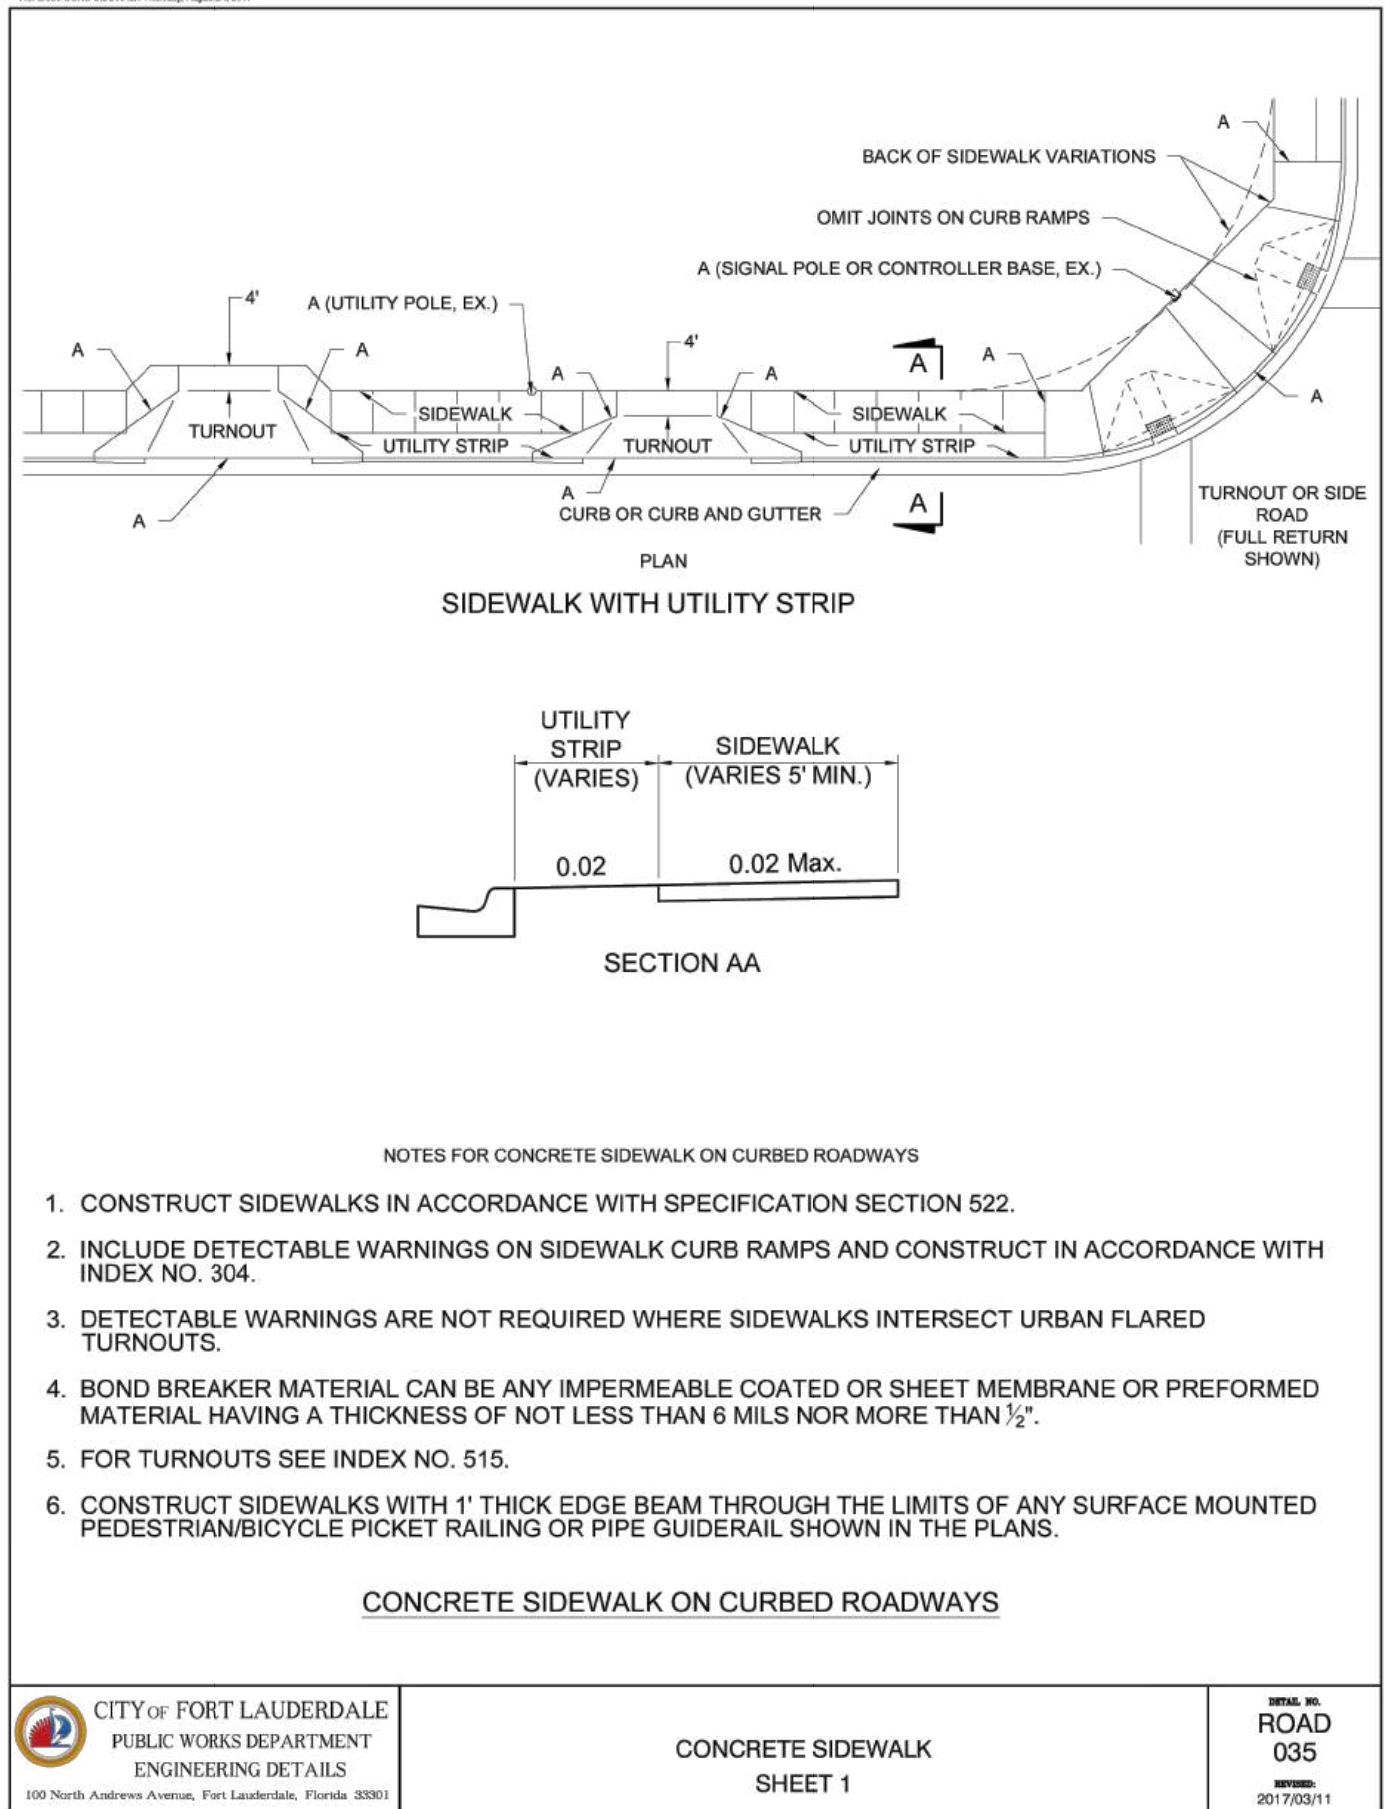 A
BACK OF SIDEWALK VARIATIONS
OMIT JOINTS ON CURB RAMPS
A (SIGNAL POLE OR CONTROLLER BASE, EX.)
4'
A (UTILITY POLE, EX.)
A
A
4'
A
A
A
A
A
SIDEWALK
SIDEWALK
TURNOUT
UTILITY STRIP
TURNOUT
UTILITY STRIP
A
A
A
CURB OR CURB AND GUTTER
A
TURNOUT OR SIDE
ROAD
(FULL RETURN
SHOWN)
PLAN
SIDEWALK WITH UTILITY STRIP
UTILITY
STRIP
(VARIES)
SIDEWALK
(VARIES 5' MIN.)
0.02
0.02 Max.
SECTION AA
NOTES FOR CONCRETE SIDEWALK ON CURBED ROADWAYS
1. CONSTRUCT SIDEWALKS IN ACCORDANCE WITH SPECIFICATION SECTION 522.
2. INCLUDE DETECTABLE WARNINGS ON SIDEWALK CURB RAMPS AND CONSTRUCT IN ACCORDANCE WITH
INDEX NO. 304.
3. DETECTABLE WARNINGS ARE NOT REQUIRED WHERE SIDEWALKS INTERSECT URBAN FLARED
TURNOUTS.
4. BOND BREAKER MATERIAL CAN BE ANY IMPERMEABLE COATED OR SHEET MEMBRANE OR PREFORMED
MATERIAL HAVING A THICKNESS OF NOT LESS THAN 6 MILS NOR MORE THAN ½".
5. FOR TURNOUTS SEE INDEX NO. 515.
6. CONSTRUCT SIDEWALKS WITH 1' THICK EDGE BEAM THROUGH THE LIMITS OF ANY SURFACE MOUNTED
PEDESTRIAN/BICYCLE PICKET RAILING OR PIPE GUIDERAIL SHOWN IN THE PLANS.
CONCRETE SIDEWALK ON CURBED ROADWAYS
CITY OF FORT LAUDERDALE
PUBLIC WORKS DEPARTMENT
ENGINEERING DETAILS
100 North Andrews Avenue, Fort Lauderdale, Florida 33301
CONCRETE SIDEWALK
SHEET 1
DETAIL NO.
ROAD
035
REVISED:
2017/03/11